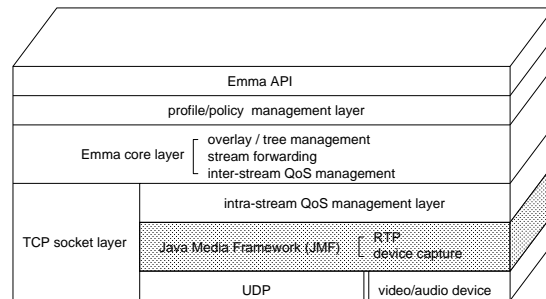 Emma API
profile/policy management layer
Emma core layer
overlay / tree management
stream forwarding
inter-stream QoS management
TCP socket layer
intra-stream QoS management layer
Java Media Framework (JMF)
RTP
device capture
UDP
video/audio device